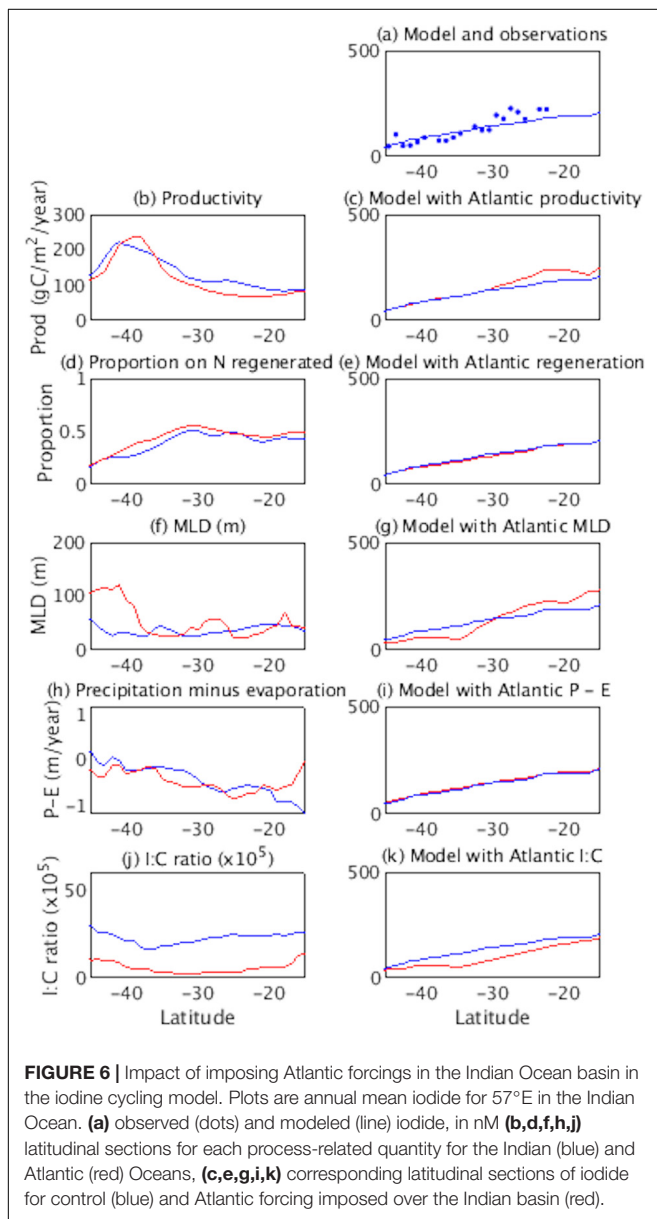 (a) Model and observations
500
0
-40 -30 -20
(b) Productivity
Prod (gC/m²/year)
300
200
100
0
-40 -30 -20
(c) Model with Atlantic productivity
500
0
-40 -30 -20
(d) Proportion on N regenerated
Proportion
1
0.5
0
-40 -30 -20
(e) Model with Atlantic regeneration
500
0
-40 -30 -20
(f) MLD (m)
MLD (m)
200
100
0
-40 -30 -20
(g) Model with Atlantic MLD
500
0
-40 -30 -20
(h) Precipitation minus evaporation
P-E (m/year)
1
0
-1
-40 -30 -20
(i) Model with Atlantic P – E
500
0
-40 -30 -20
(j) I:C ratio (x10⁵)
I:C ratio (x10⁵)
50
0
-40 -30 -20
Latitude
(k) Model with Atlantic I:C
500
0
-40 -30 -20
Latitude
FIGURE 6 | Impact of imposing Atlantic forcings in the Indian Ocean basin in
the iodine cycling model. Plots are annual mean iodide for 57°E in the Indian
Ocean. (a) observed (dots) and modeled (line) iodide, in nM (b,d,f,h,j)
latitudinal sections for each process-related quantity for the Indian (blue) and
Atlantic (red) Oceans, (c,e,g,i,k) corresponding latitudinal sections of iodide
for control (blue) and Atlantic forcing imposed over the Indian basin (red).